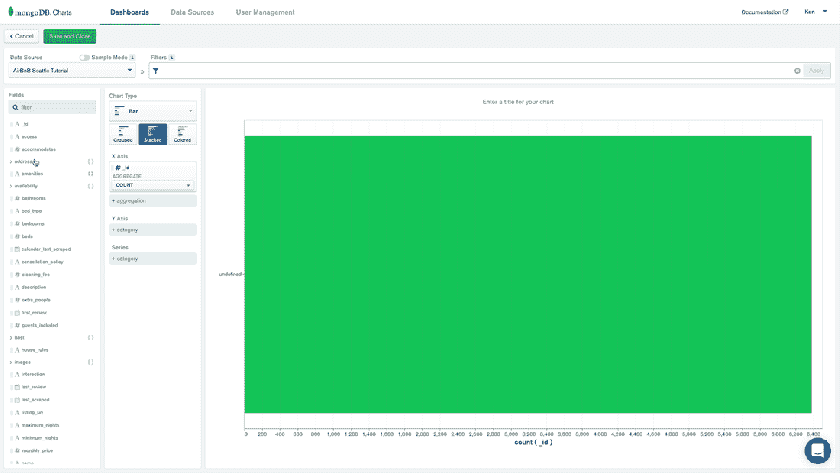 mongoDB. Charts
Dashboards
Data Sources
User Management
Documentation
Ken
Cancel
Save and Close
Data Source
Sample Mode
Filters
AirBnB Seattle Tutorial
Apply
Fields
filter
_id
access
accommodates
amenities
availability
bathrooms
bed_type
bedrooms
beds
calendar_last_scraped
cancellation_policy
cleaning_fee
description
extra_people
first_review
guests_included
host
house_rules
images
interaction
last_review
last_scraped
listing_url
maximum_nights
minimum_nights
monthly_price
Chart Type
Bar
Grouped
Stacked
Colored
X Axis
# _id
AGGREGATE
COUNT
+ aggregation
Y Axis
+ category
Series
+ category
Enter a title for your chart
undefined
0 200 400 600 800 1,000 1,200 1,400 1,600 1,800 2,000 2,200 2,400 2,600 2,800 3,000 3,200 3,400 3,600 3,800 4,000 4,200 4,400 4,600 4,800 5,000 5,200 5,400 5,600 5,800 6,000 6,200 6,400
count ( _id )